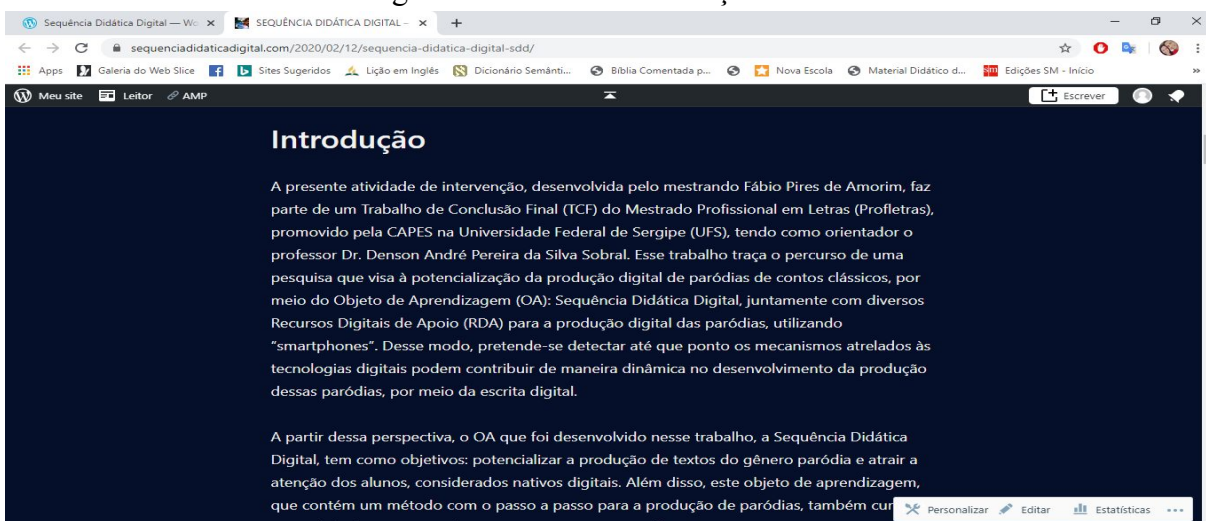 Sequência Didática Digital — Wo
SEQUÊNCIA DIDÁTICA DIGITAL –
sequenciadidaticadigital.com/2020/02/12/sequencia-didatica-digital-sdd/
Apps Galeria do Web Slice Sites Sugeridos Lição em Inglês Dicionário Semânti... Bíblia Comentada p... Nova Escola Material Didático d... Edições SM - Início »
Meu site Leitor AMP Escrever
Introdução
A presente atividade de intervenção, desenvolvida pelo mestrando Fábio Pires de Amorim, faz
parte de um Trabalho de Conclusão Final (TCF) do Mestrado Profissional em Letras (Profletras),
promovido pela CAPES na Universidade Federal de Sergipe (UFS), tendo como orientador o
professor Dr. Denson André Pereira da Silva Sobral. Esse trabalho traça o percurso de uma
pesquisa que visa à potencialização da produção digital de paródias de contos clássicos, por
meio do Objeto de Aprendizagem (OA): Sequência Didática Digital, juntamente com diversos
Recursos Digitais de Apoio (RDA) para a produção digital das paródias, utilizando
"smartphones". Desse modo, pretende-se detectar até que ponto os mecanismos atrelados às
tecnologias digitais podem contribuir de maneira dinâmica no desenvolvimento da produção
dessas paródias, por meio da escrita digital.
A partir dessa perspectiva, o OA que foi desenvolvido nesse trabalho, a Sequência Didática
Digital, tem como objetivos: potencializar a produção de textos do gênero paródia e atrair a
atenção dos alunos, considerados nativos digitais. Além disso, este objeto de aprendizagem,
que contém um método com o passo a passo para a produção de paródias, também cur
Personalizar Editar Estatísticas ...